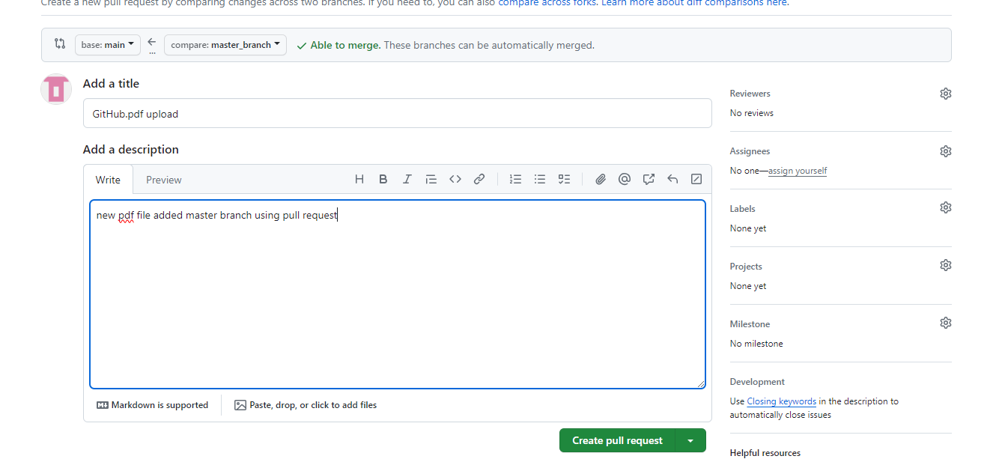 Create a new pull request by comparing changes across two branches. If you need to, you can also compare across forks. Learn more about diff comparisons here.
base: main compare: master_branch Able to merge. These branches can be automatically merged.
Add a title
GitHub.pdf upload
Add a description
Write Preview
new pdf file added master branch using pull request
Markdown is supported Paste, drop, or click to add files
Create pull request
Reviewers
No reviews
Assignees
No one—assign yourself
Labels
None yet
Projects
None yet
Milestone
No milestone
Development
Use Closing keywords in the description to
automatically close issues
Helpful resources